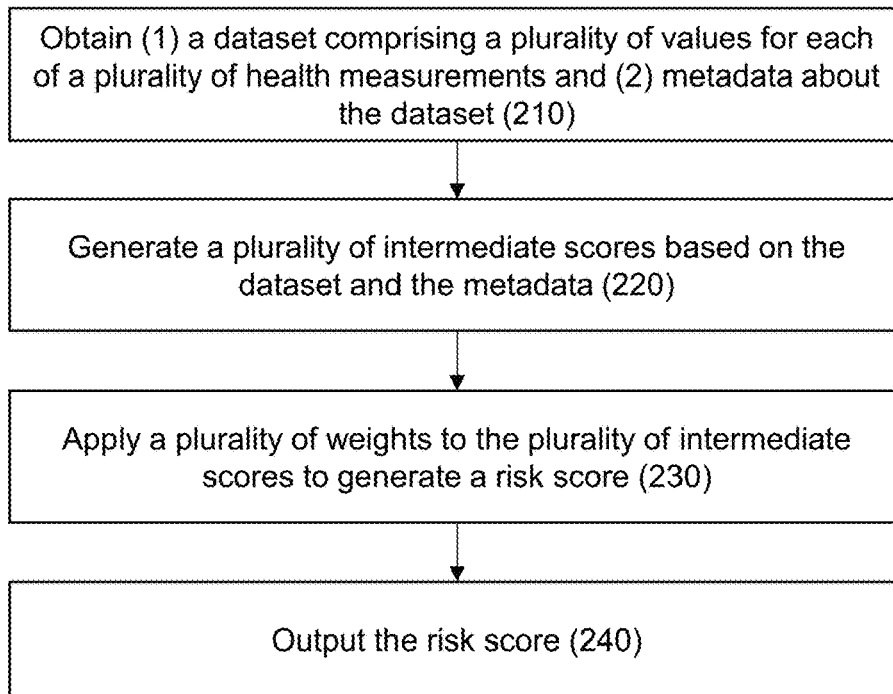 Obtain (1) a dataset comprising a plurality of values for each
of a plurality of health measurements and (2) metadata about
the dataset (210)
Generate a plurality of intermediate scores based on the
dataset and the metadata (220)
Apply a plurality of weights to the plurality of intermediate
scores to generate a risk score (230)
Output the risk score (240)